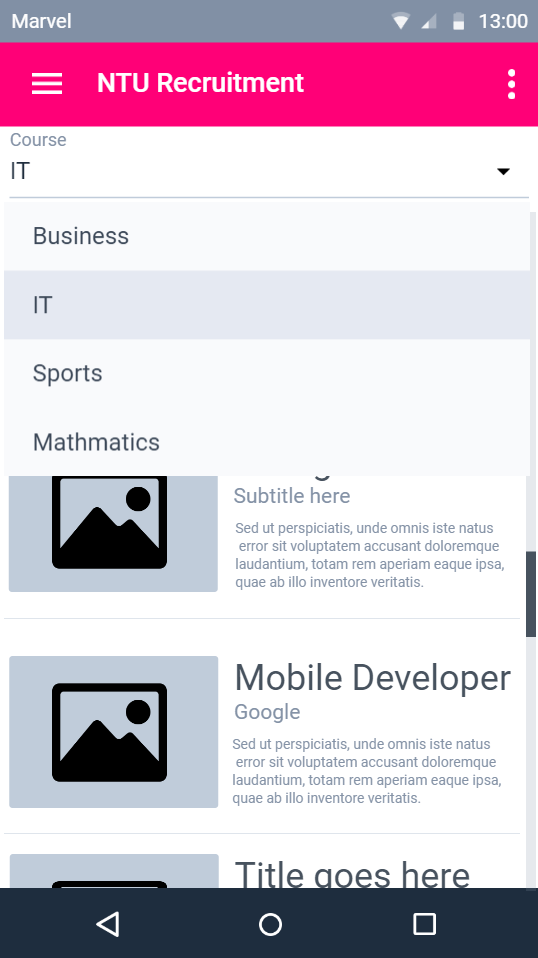 Marvel 13:00
NTU Recruitment
Course
IT
Business
IT
Sports
Mathmatics
Subtitle here
Sed ut perspiciatis, unde omnis iste natus
error sit voluptatem accusant doloremque
laudantium, totam rem aperiam eaque ipsa,
quae ab illo inventore veritatis.
Mobile Developer
Google
Sed ut perspiciatis, unde omnis iste natus
error sit voluptatem accusant doloremque
laudantium, totam rem aperiam eaque ipsa,
quae ab illo inventore veritatis.
Title goes here